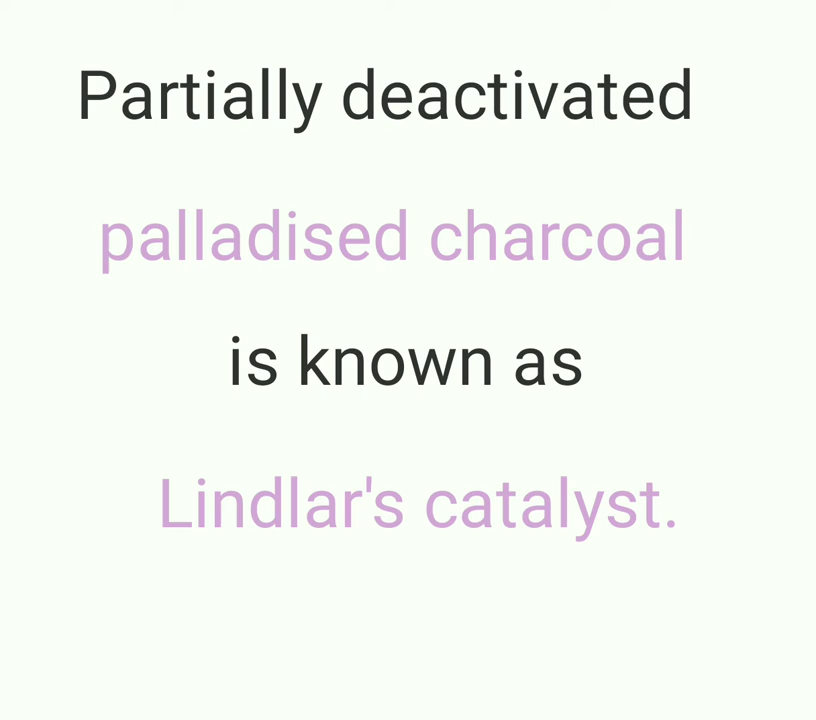 Partially deactivated
palladised charcoal
is known as
Lindlar's catalyst.